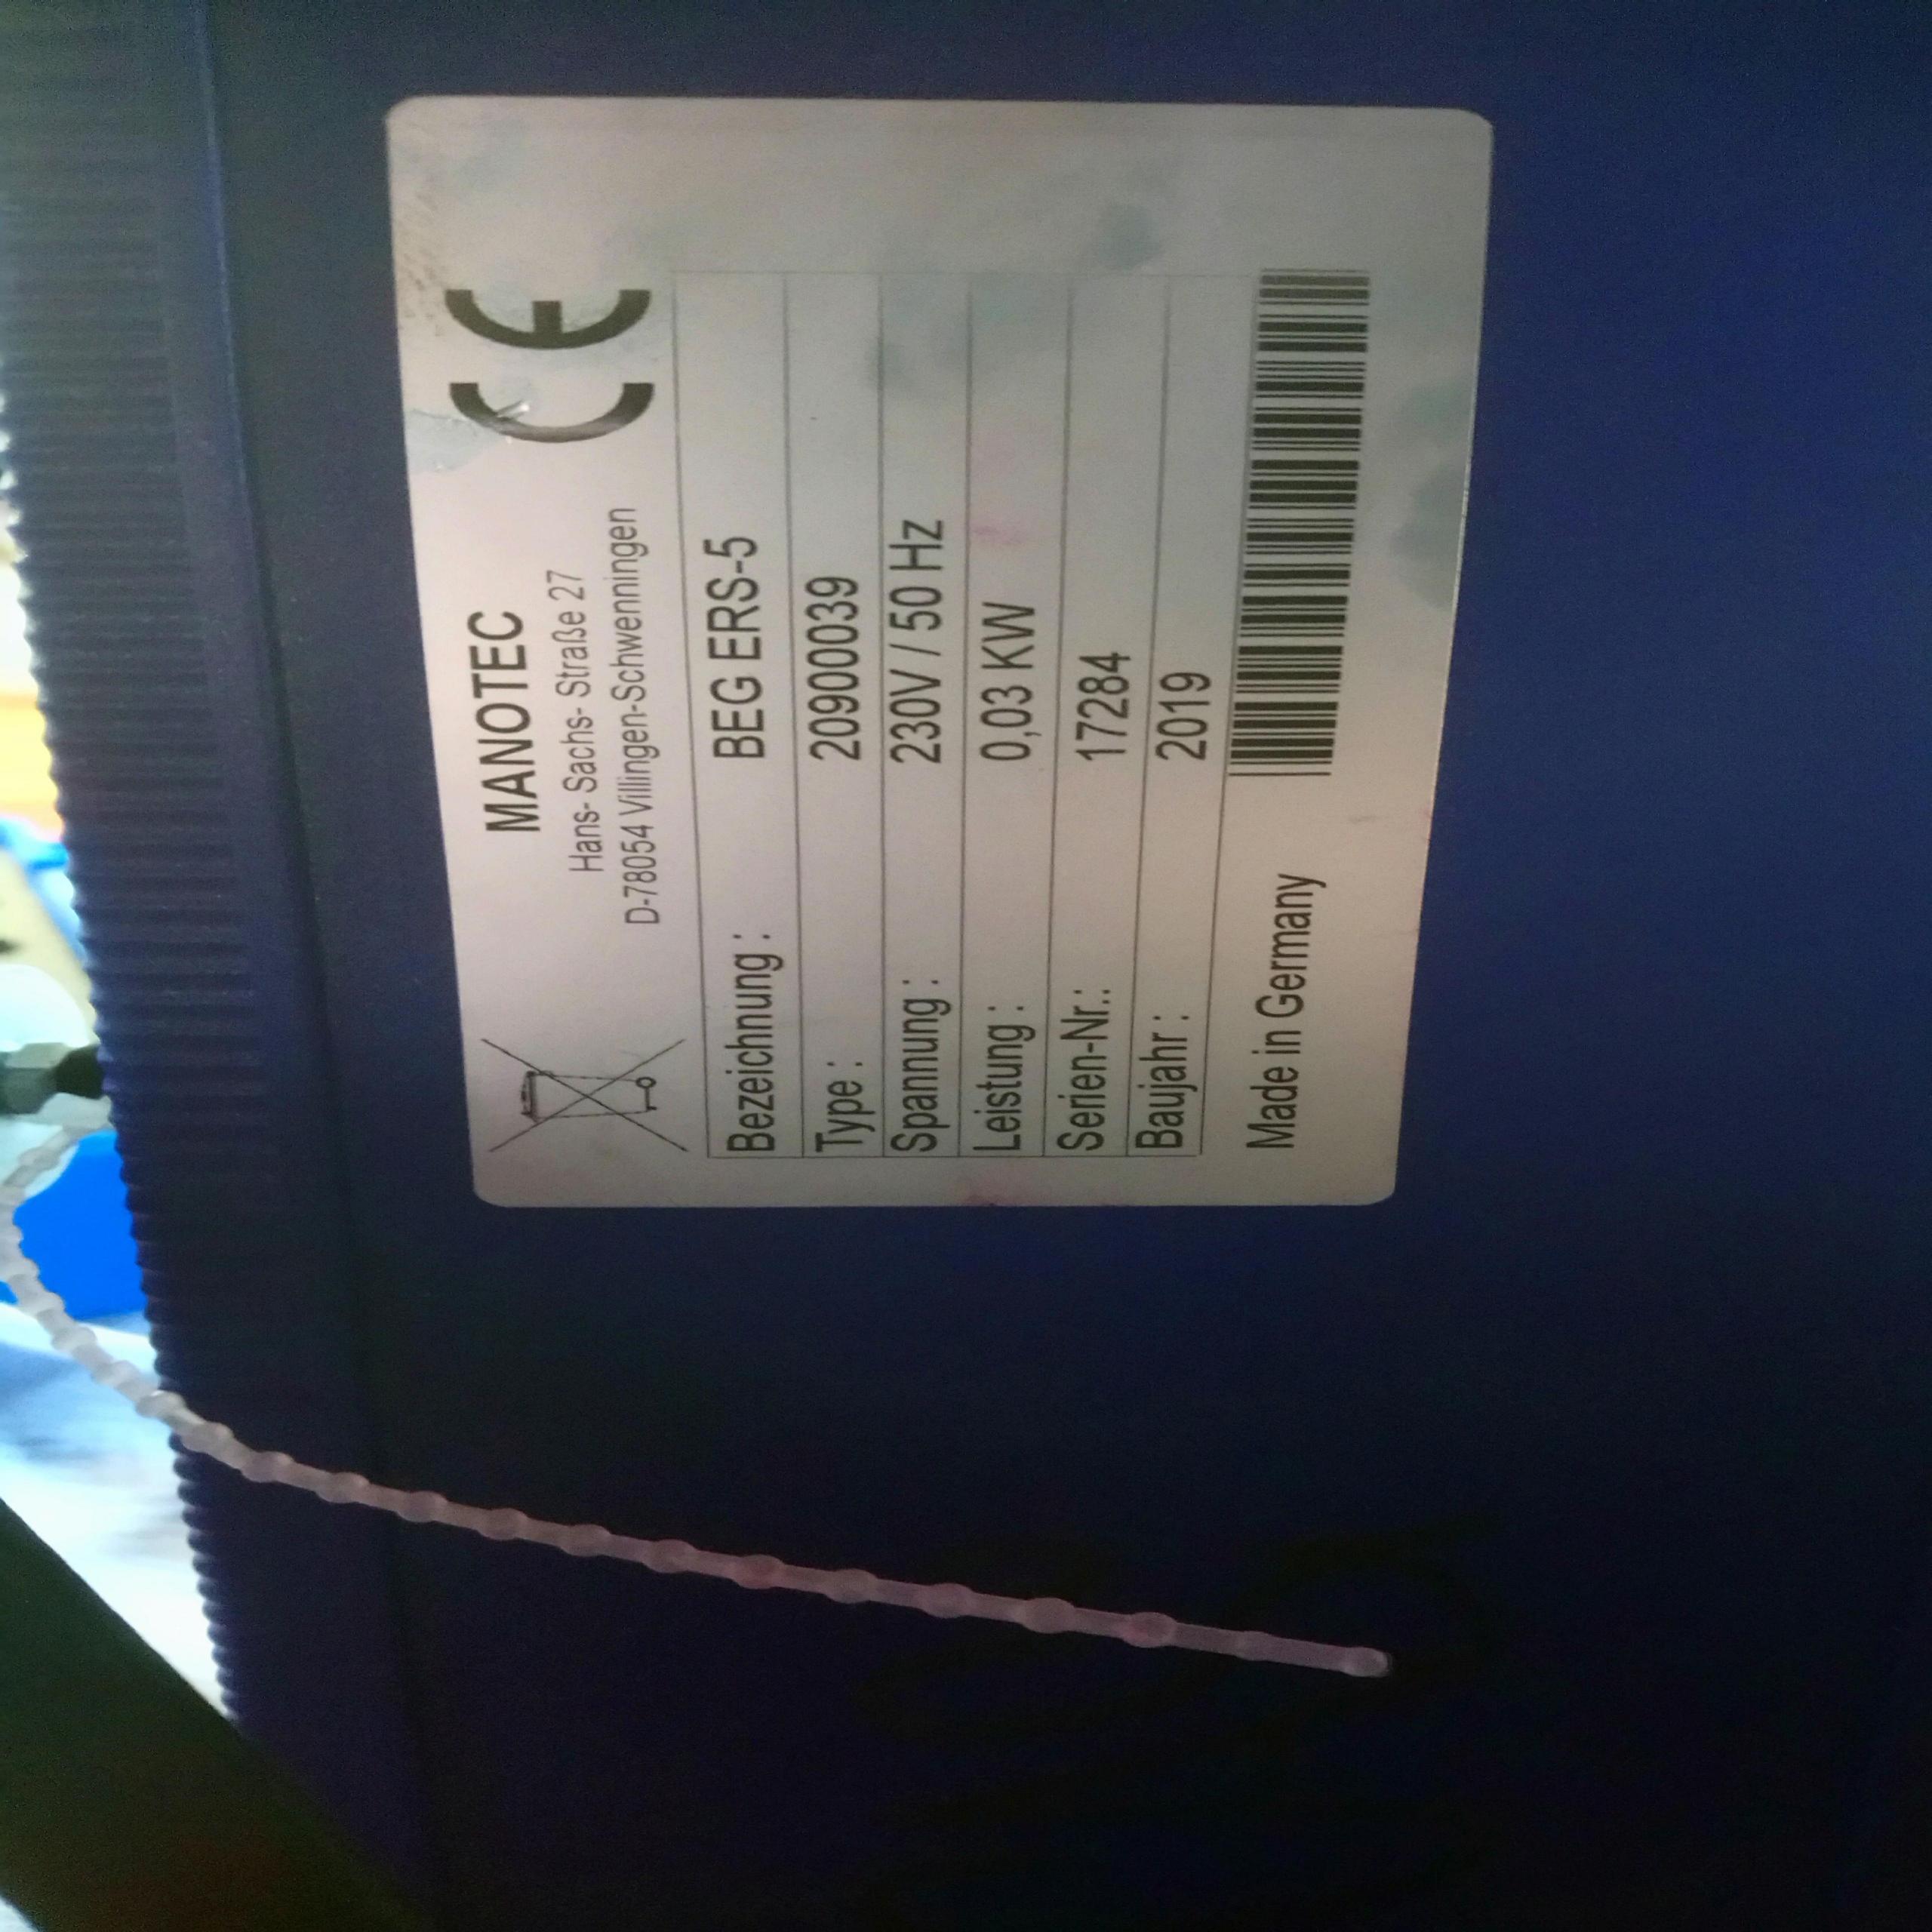 MANOTEC
Hans- Sachs- Straße 27
D-78054 Villingen-Schwenningen
CE
Bezeichnung : BEG ERS-5
Type : 20900039
Spannung : 230V / 50 Hz
Leistung : 0,03 KW
Serien-Nr.: 17284
Baujahr : 2019
Made in Germany